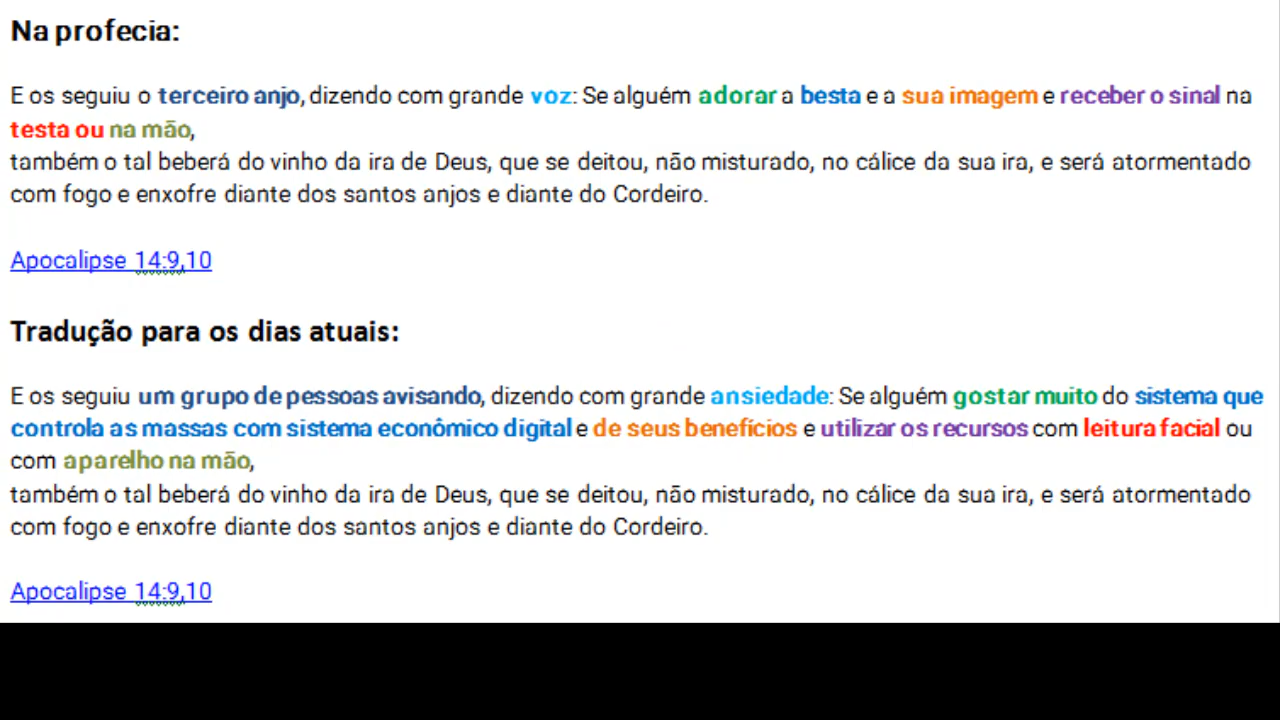 Na profecia:
E os seguiu o terceiro anjo, dizendo com grande voz: Se alguém adorar a besta e a sua imagem e receber o sinal na
testa ou na mão,
também o tal beberá do vinho da ira de Deus, que se deitou, não misturado, no cálice da sua ira, e será atormentado
com fogo e enxofre diante dos santos anjos e diante do Cordeiro.
Apocalipse 14:9,10
Tradução para os dias atuais:
E os seguiu um grupo de pessoas avisando, dizendo com grande ansiedade: Se alguém gostar muito do sistema que
controla as massas com sistema econômico digital e de seus benefícios e utilizar os recursos com leitura facial ou
com aparelho na mão,
também o tal beberá do vinho da ira de Deus, que se deitou, não misturado, no cálice da sua ira, e será atormentado
com fogo e enxofre diante dos santos anjos e diante do Cordeiro.
Apocalipse 14:9,10